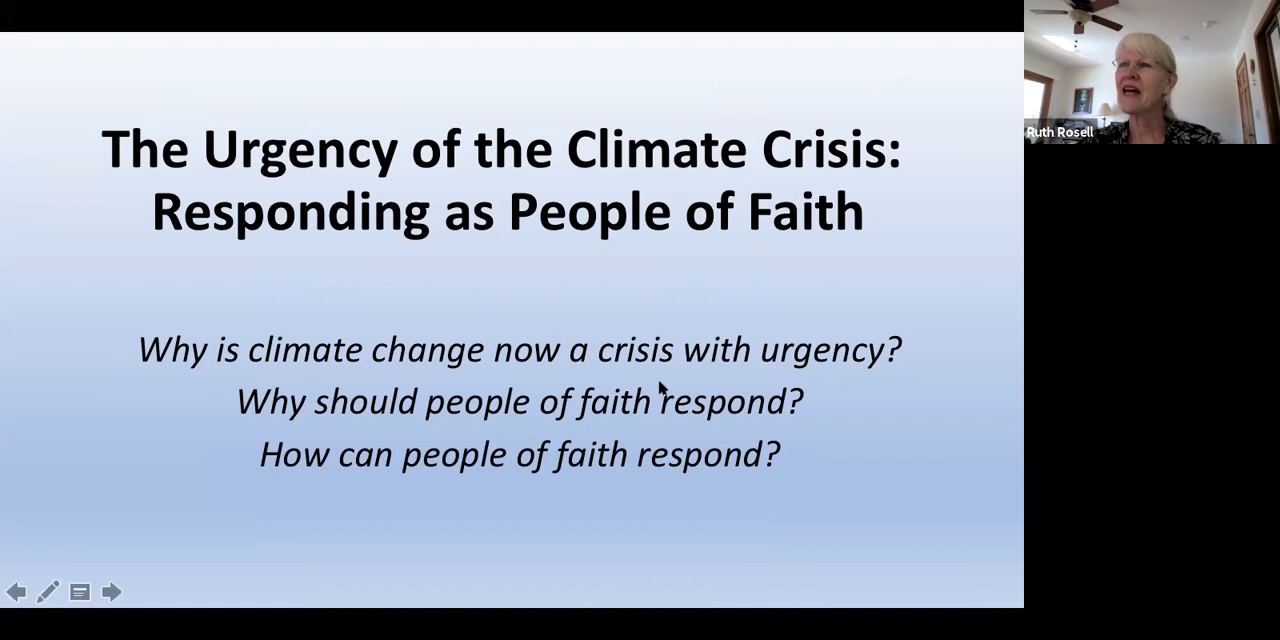 The Urgency of the Climate Crisis:
Responding as People of Faith
Why is climate change now a crisis with urgency?
Why should people of faith respond?
How can people of faith respond?
Ruth Rosell